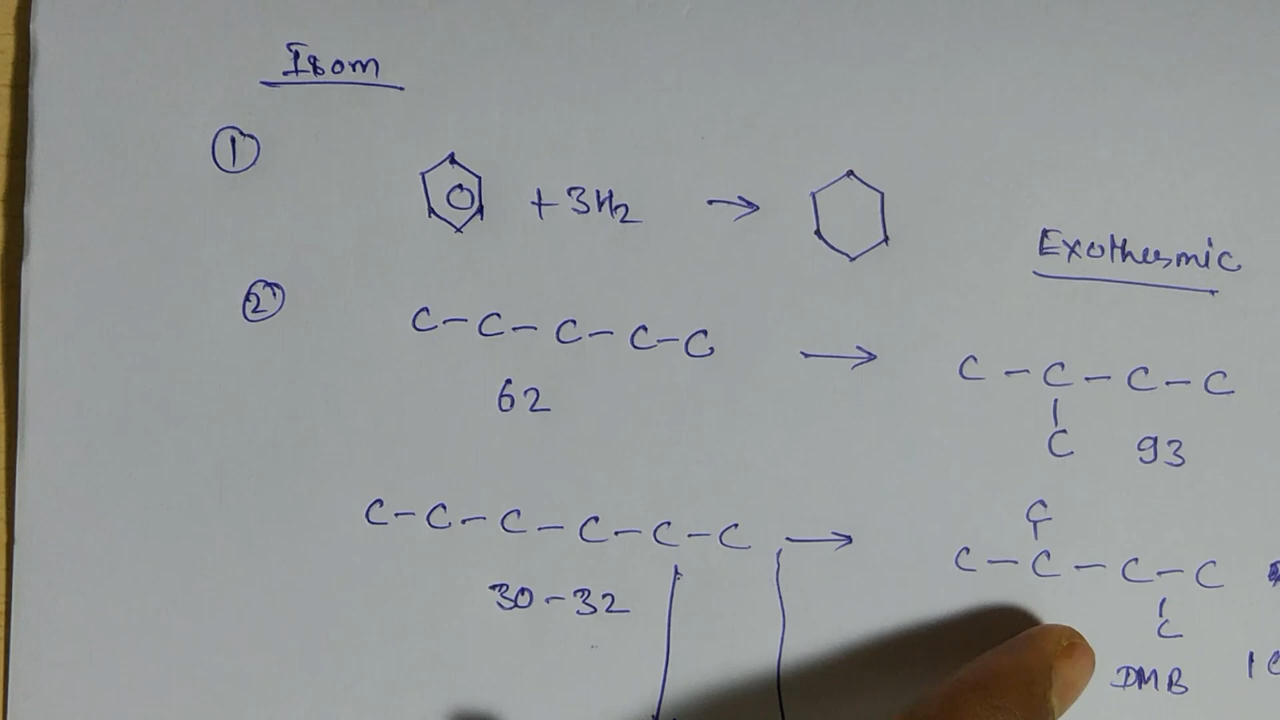 Isom
①
+ 3H2 →
Exothermic
②
C - C - C - C - C → C - C - C - C
C
62
93
C
C - C - C - C - C - C → C - C - C - C
30 - 32
C
DMB